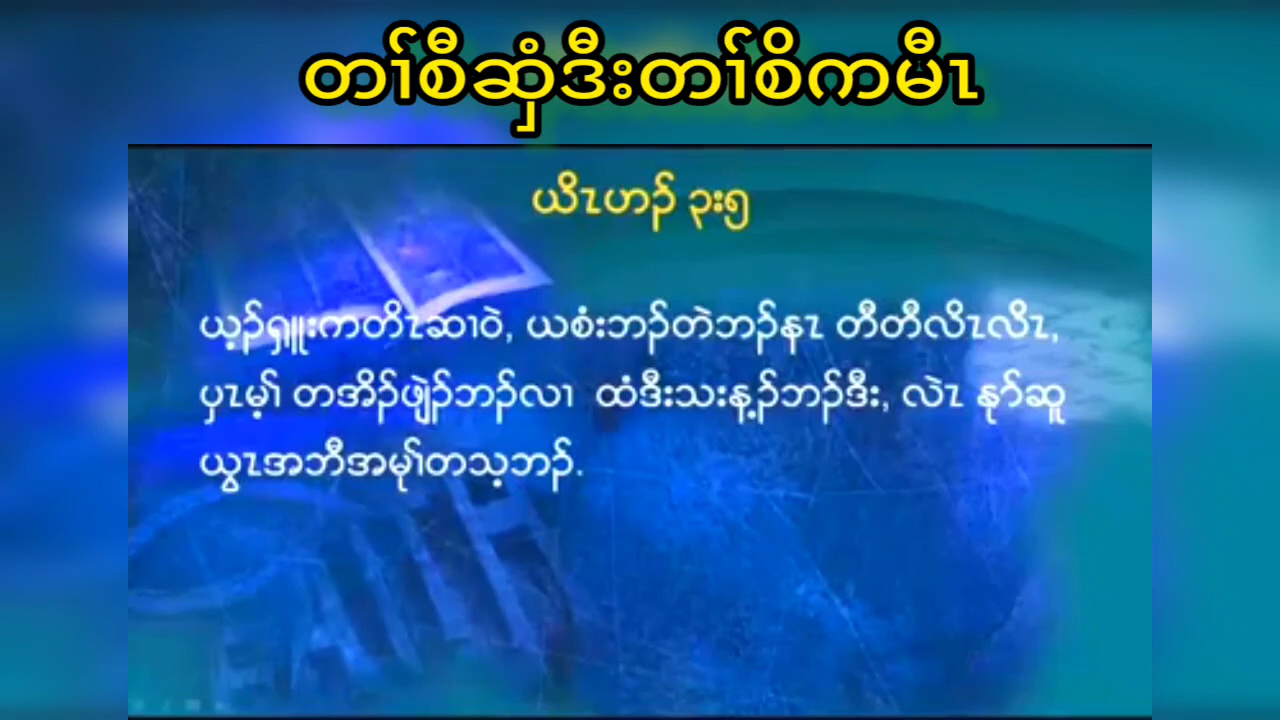 တၢ်စီဆှံဒီးတၢ်စိကမီၤ
ယိၤဟၣ် ၃း၅
ယ့ၣ်ရှူးကတိၤဆၢဝဲ, ယစံးဘၣ်တဲဘၣ်နၤ တီတီလိၤလိၤ,
ပှၤမ့ၢ် တအိၣ်ဖျဲၣ်ဘၣ်လၢ ထံဒီးသးန့ၣ်ဘၣ်ဒီး, လဲၤ နုာ်ဆူ
ယွၤအဘီအမုၢ်တသ့ဘၣ်.